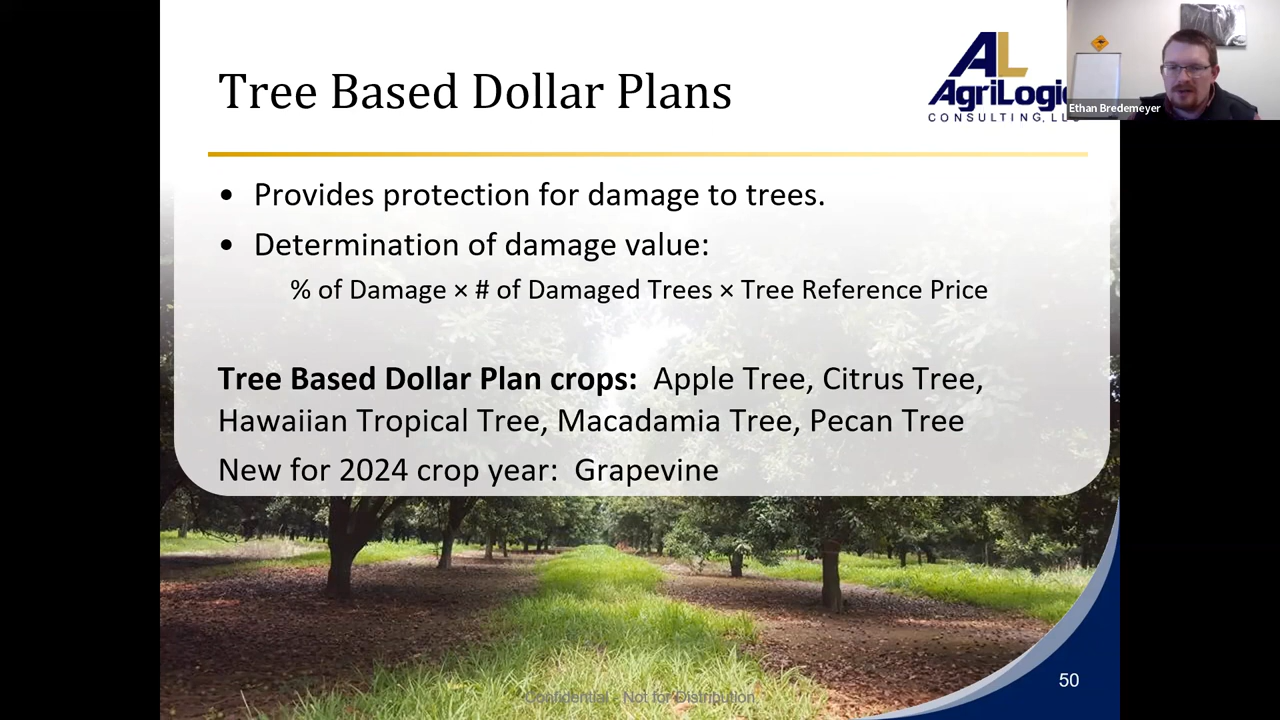 Tree Based Dollar Plans
AL
AgriLogic
CONSULTING, LL
Ethan Bredemeyer
• Provides protection for damage to trees.
• Determination of damage value:
% of Damage × # of Damaged Trees × Tree Reference Price
Tree Based Dollar Plan crops: Apple Tree, Citrus Tree,
Hawaiian Tropical Tree, Macadamia Tree, Pecan Tree
New for 2024 crop year: Grapevine
50
Confidential - Not for Distribution